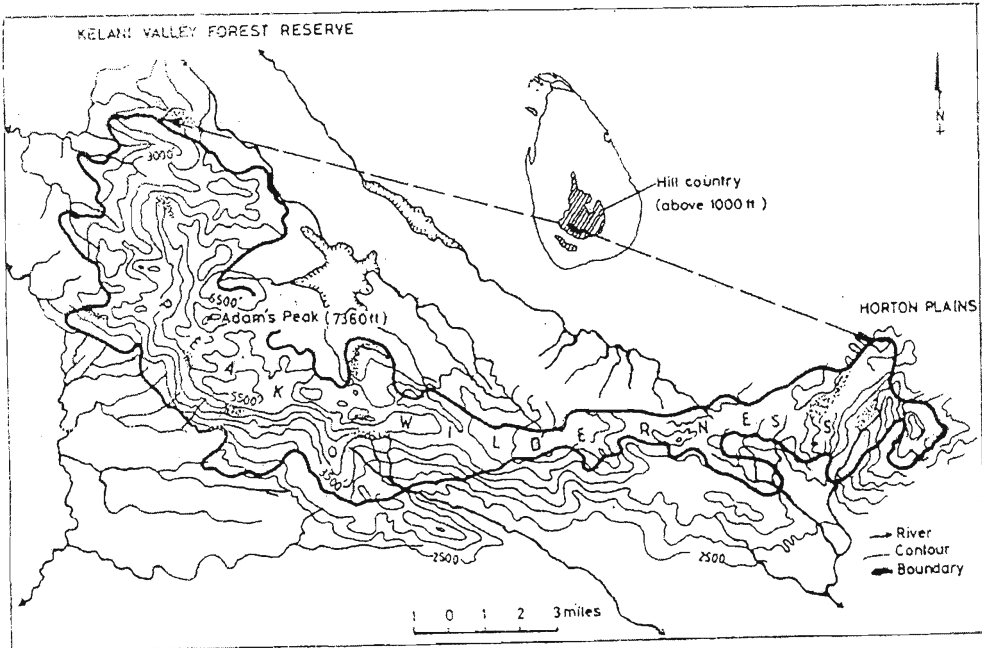 KELANI VALLEY FOREST RESERVE
N
3000
Hill country
(above 1000 ft)
6500'
Adam's Peak (7360 ft)
HORTON PLAINS
P E A K W I L D E R N E S S
5500
5500
2500
2500
River
Contour
Boundary
1 0 1 2 3 miles